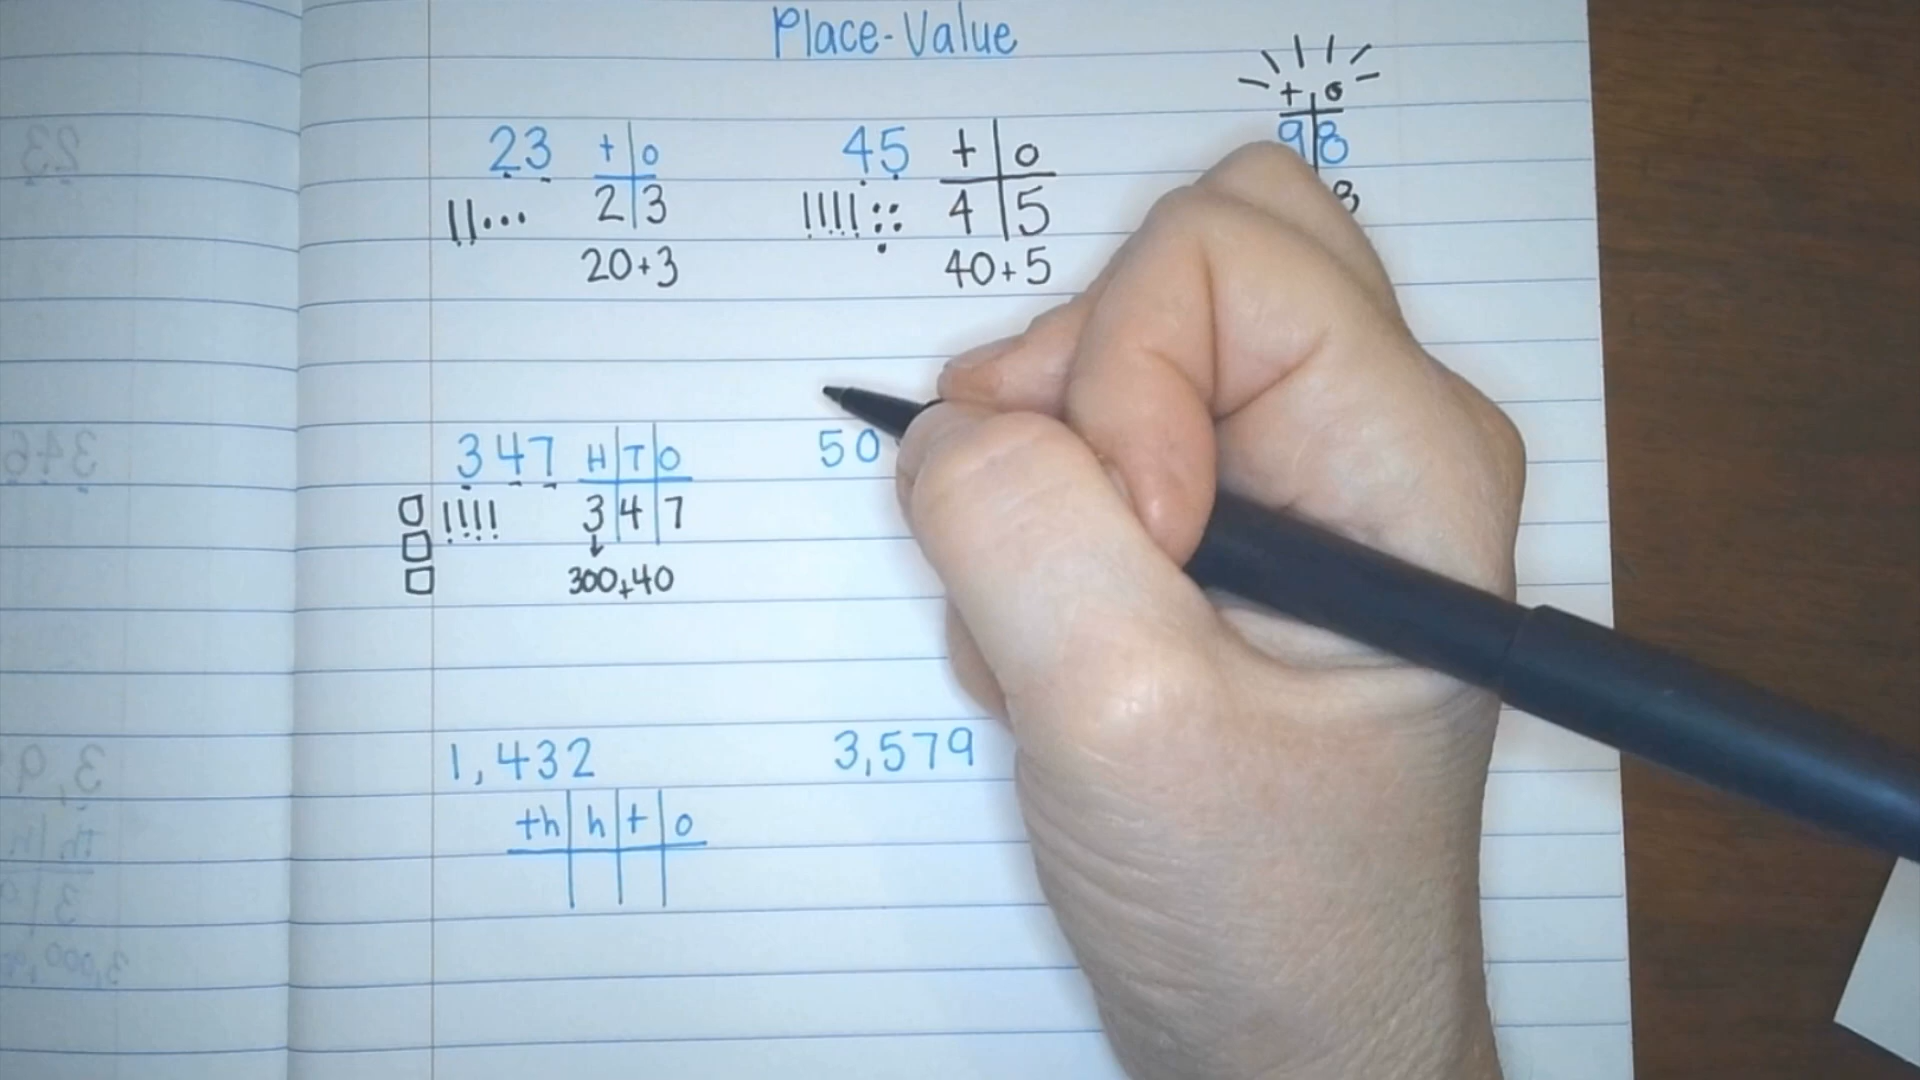 Place-Value
23 t o
2 3
20+3
45 t o
4 5
40+5
t o
98
347 H T O
3 4 7
300+40
50
1,432
th h t o
3,579